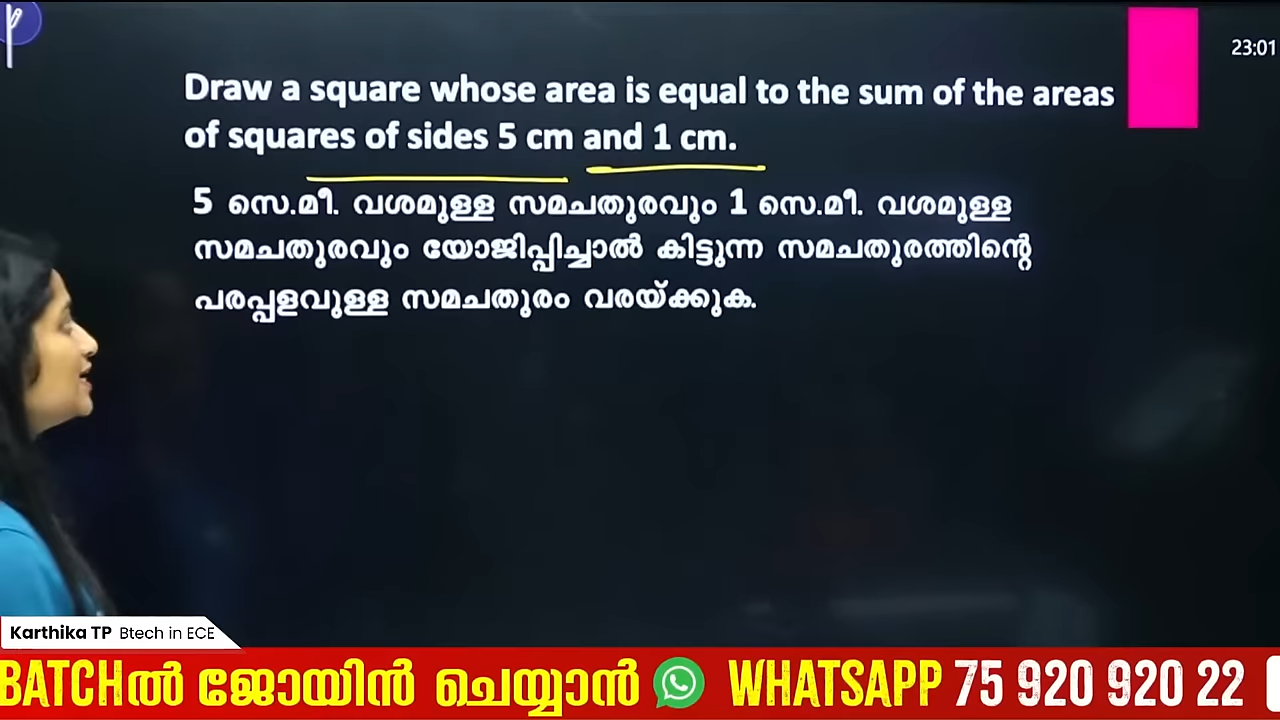 23:01
Draw a square whose area is equal to the sum of the areas
of squares of sides 5 cm and 1 cm.
5 സെ.മീ. വശമുള്ള സമചതുരവും 1 സെ.മീ. വശമുള്ള
സമചതുരവും യോജിപ്പിച്ചാൽ കിട്ടുന്ന സമചതുരത്തിന്റെ
പരപ്പളവുള്ള സമചതുരം വരയ്ക്കുക.
Karthika TP Btech in ECE
BATCHൽ ജോയിൻ ചെയ്യാൻ WHATSAPP 75 920 920 22